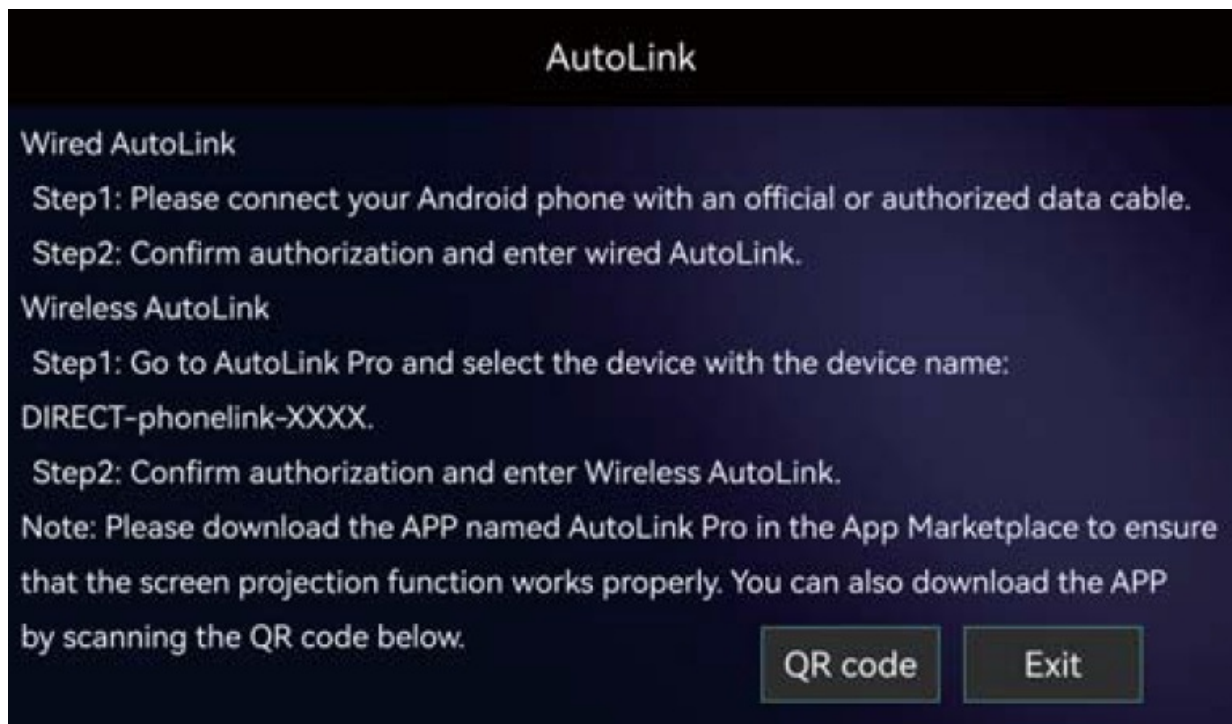 AutoLink
Wired AutoLink
Step1: Please connect your Android phone with an official or authorized data cable.
Step2: Confirm authorization and enter wired AutoLink.
Wireless AutoLink
Step1: Go to AutoLink Pro and select the device with the device name:
DIRECT-phonelink-XXXX.
Step2: Confirm authorization and enter Wireless AutoLink.
Note: Please download the APP named AutoLink Pro in the App Marketplace to ensure
that the screen projection function works properly. You can also download the APP
by scanning the QR code below.
QR code
Exit